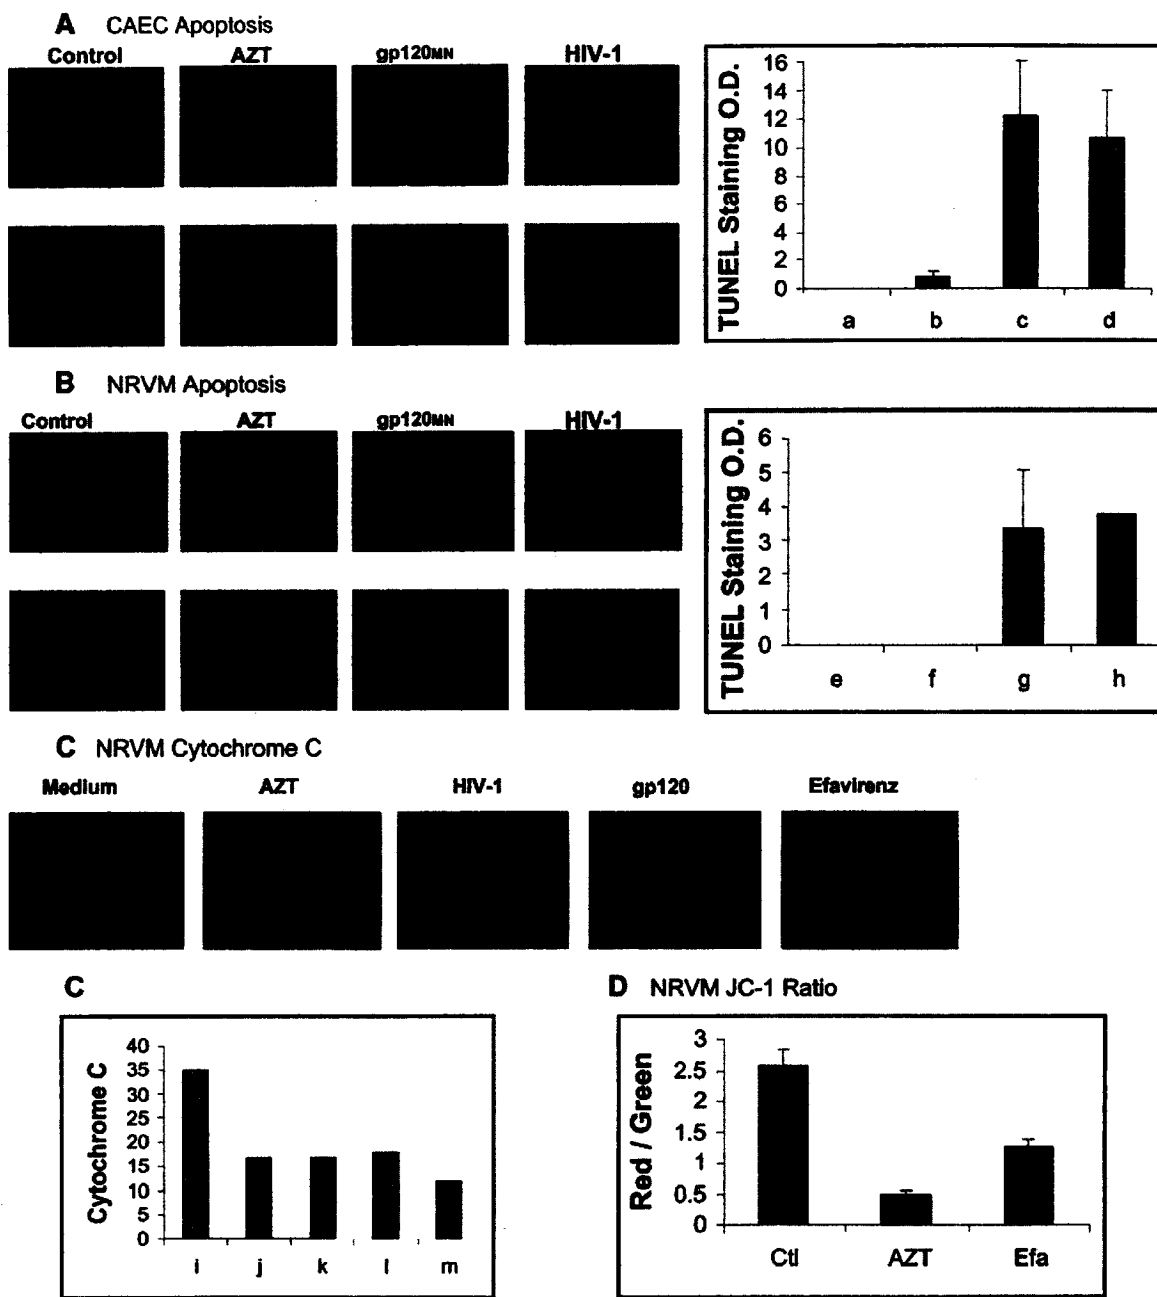 A CAEC Apoptosis
Control AZT gp120MN HIV-1
TUNEL Staining O.D.
16
14
12
10
8
6
4
2
0
a b c d
B NRVM Apoptosis
Control AZT gp120MN HIV-1
TUNEL Staining O.D.
6
5
4
3
2
1
0
e f g h
C NRVM Cytochrome C
Medium AZT HIV-1 gp120 Efavirenz
C
Cytochrome C
40
35
30
25
20
15
10
5
0
i j k l m
D NRVM JC-1 Ratio
Red / Green
3
2.5
2
1.5
1
0.5
0
Ctl AZT Efa